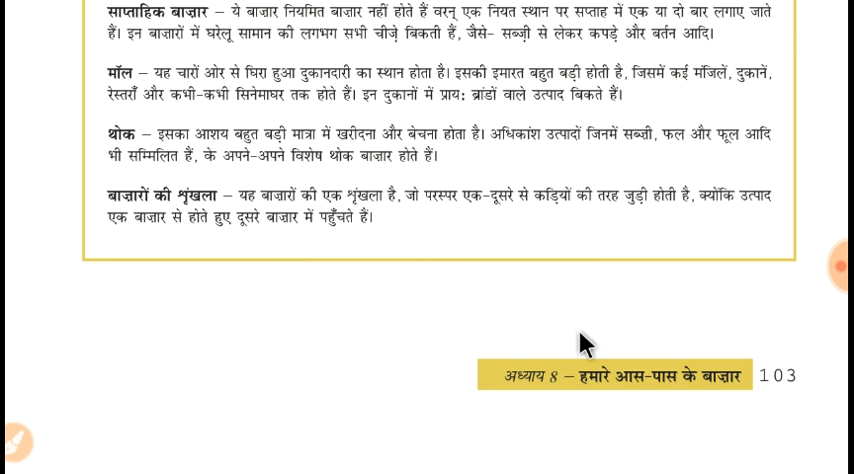 साप्ताहिक बाज़ार – ये बाज़ार नियमित बाज़ार नहीं होते हैं वरन् एक नियत स्थान पर सप्ताह में एक या दो बार लगाए जाते
हैं। इन बाज़ारों में घरेलू सामान की लगभग सभी चीज़े बिकती हैं, जैसे- सब्ज़ी से लेकर कपड़े और बर्तन आदि।
मॉल – यह चारों ओर से घिरा हुआ दुकानदारी का स्थान होता है। इसकी इमारत बहुत बड़ी होती है, जिसमें कई मंजिलें, दुकानें,
रेस्तराँ और कभी-कभी सिनेमाघर तक होते हैं। इन दुकानों में प्राय: ब्रांडों वाले उत्पाद बिकते हैं।
थोक – इसका आशय बहुत बड़ी मात्रा में खरीदना और बेचना होता है। अधिकांश उत्पादों जिनमें सब्ज़ी, फल और फूल आदि
भी सम्मिलित हैं, के अपने-अपने विशेष थोक बाज़ार होते हैं।
बाज़ारों की शृंखला – यह बाज़ारों की एक शृंखला है, जो परस्पर एक-दूसरे से कड़ियों की तरह जुड़ी होती है, क्योंकि उत्पाद
एक बाज़ार से होते हुए दूसरे बाज़ार में पहुँचते हैं।
अध्याय 8 – हमारे आस-पास के बाज़ार 103